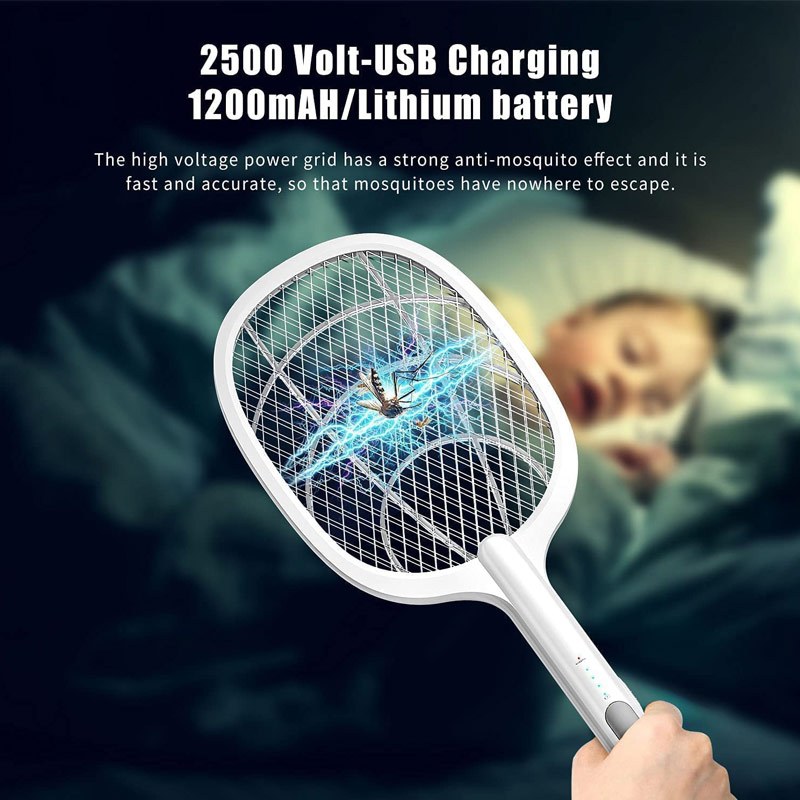 2500 Volt-USB Charging
1200mAH/Lithium battery
The high voltage power grid has a strong anti-mosquito effect and it is
fast and accurate, so that mosquitoes have nowhere to escape.